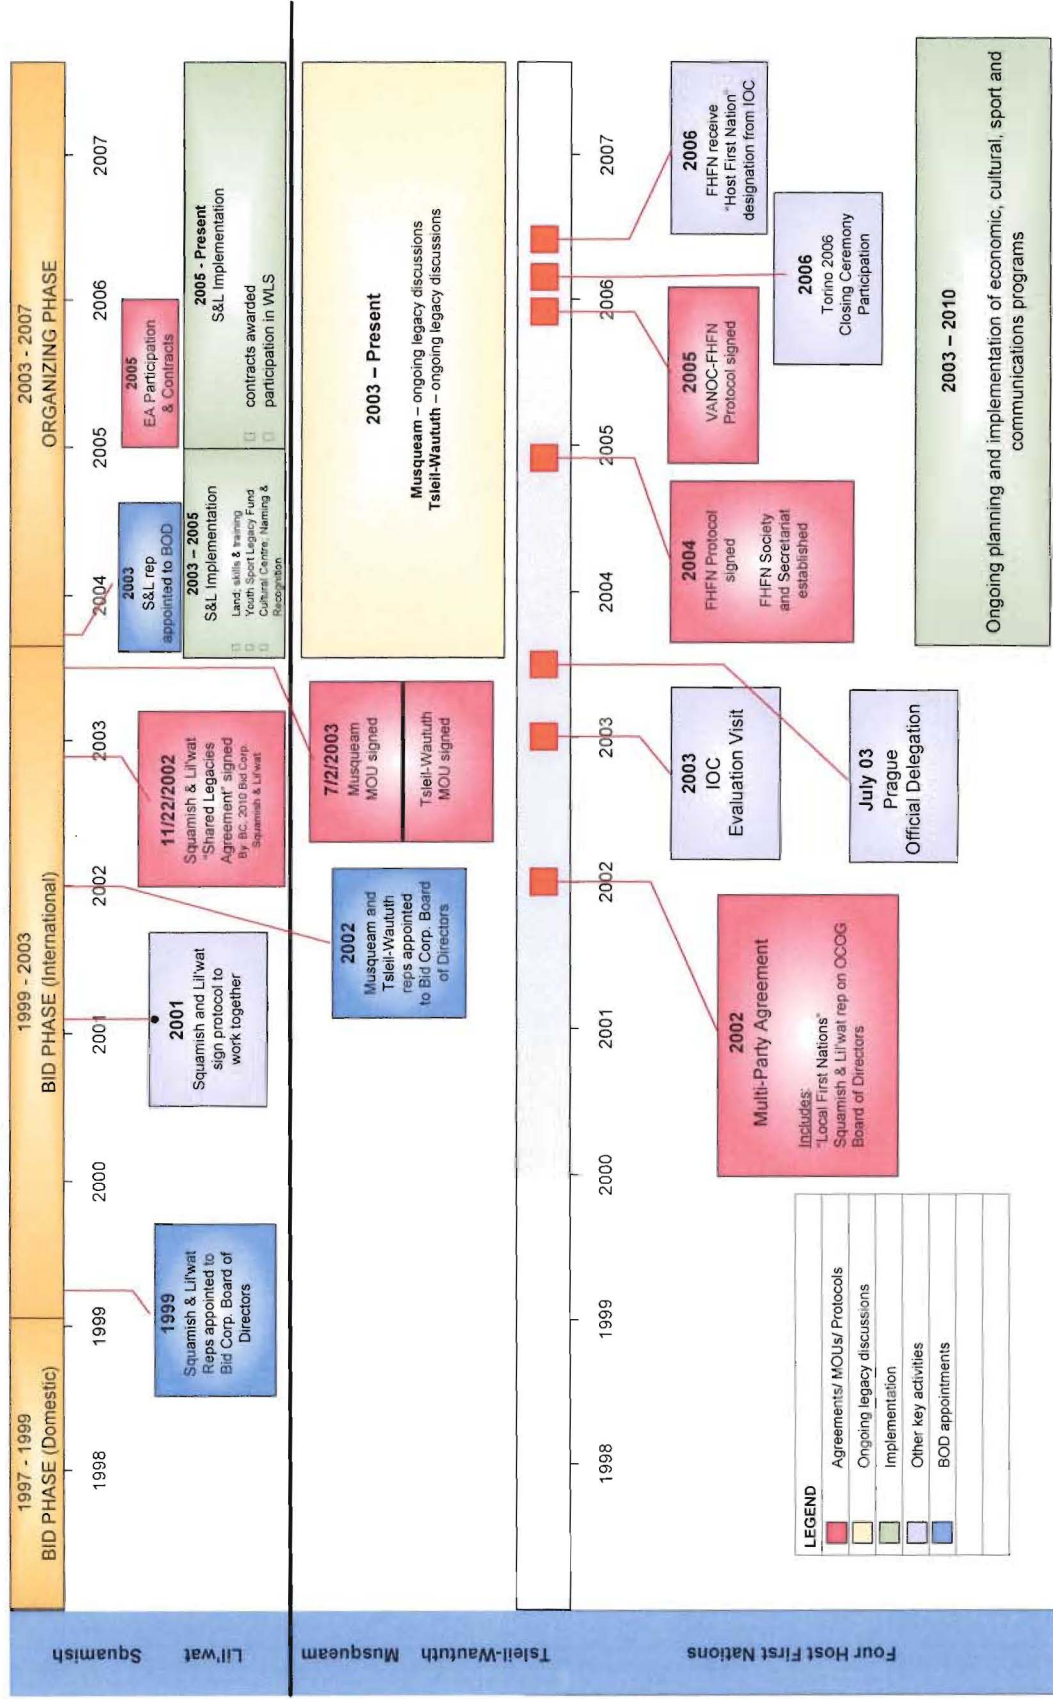 1997 - 1999
BID PHASE (Domestic)
1999 - 2003
BID PHASE (International)
2003 - 2007
ORGANIZING PHASE
1998
1999
2000
2001
2002
2003
2004
2005
2006
2007
Squamish
Lil'wat
1999
Squamish & Lil'wat
Reps appointed to
Bid Corp. Board of
Directors
2001
Squamish and Lil'wat
sign protocol to
work together
11/22/2002
Squamish & Lil'wat
"Shared Legacies
Agreement" signed
By BC, 2010 Bid Corp.
Squamish & Lil'wat
2003
S&L rep
appointed to BOD
2005
EA Participation
& Contracts
2003 – 2005
S&L Implementation
□ Land, skills & training
□ Youth Sport Legacy Fund
□ Cultural Centre; Naming &
Recognition
2005 - Present
S&L Implementation
□ contracts awarded
□ participation in WLS
Musqueam
Tsleil-Waututh
2002
Musqueam and
Tsleil-Waututh
reps appointed
to Bid Corp. Board
of Directors
7/2/2003
Musqueam
MOU signed
Tsleil-Waututh
MOU signed
2003 – Present
Musqueam – ongoing legacy discussions
Tsleil-Waututh – ongoing legacy discussions
1998
1999
2000
2001
2002
2003
2004
2005
2006
2007
Four Host First Nations
2002
Multi-Party Agreement
Includes:
"Local First Nations"
Squamish & Lil'wat rep on OCOG
Board of Directors
2003
IOC
Evaluation Visit
July 03
Prague
Official Delegation
2004
FHFN Protocol
signed
FHFN Society
and Secretariat
established
2005
VANOC-FHFN
Protocol signed
2006
Torino 2006
Closing Ceremony
Participation
2006
FHFN receive
"Host First Nation"
designation from IOC
2003 – 2010
Ongoing planning and implementation of economic, cultural, sport and
communications programs
LEGEND
Agreements/ MOUs/ Protocols
Ongoing legacy discussions
Implementation
Other key activities
BOD appointments